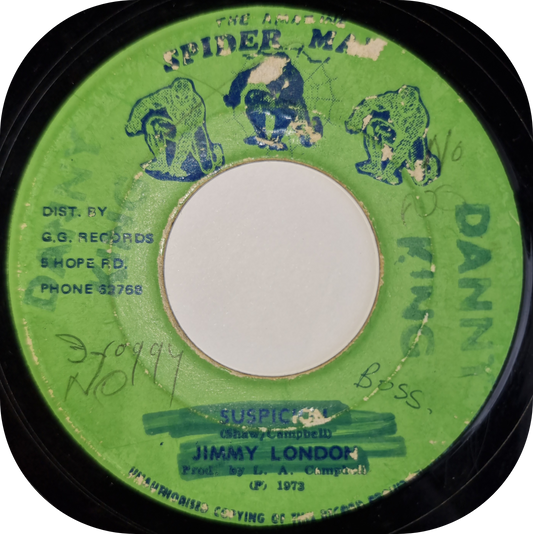 THE AMAZING
SPIDER MAN
DIST. BY
G.G. RECORDS
5 HOPE RD.
PHONE 32768
No
DANNY
KING
Froggy
NO
Boss.
SUSPICION
(Shaw/Campbell)
JIMMY LONDON
Prod. by L. A. Campbell
(P) 1973
UNAUTHORISED COPYING OF THIS RECORD